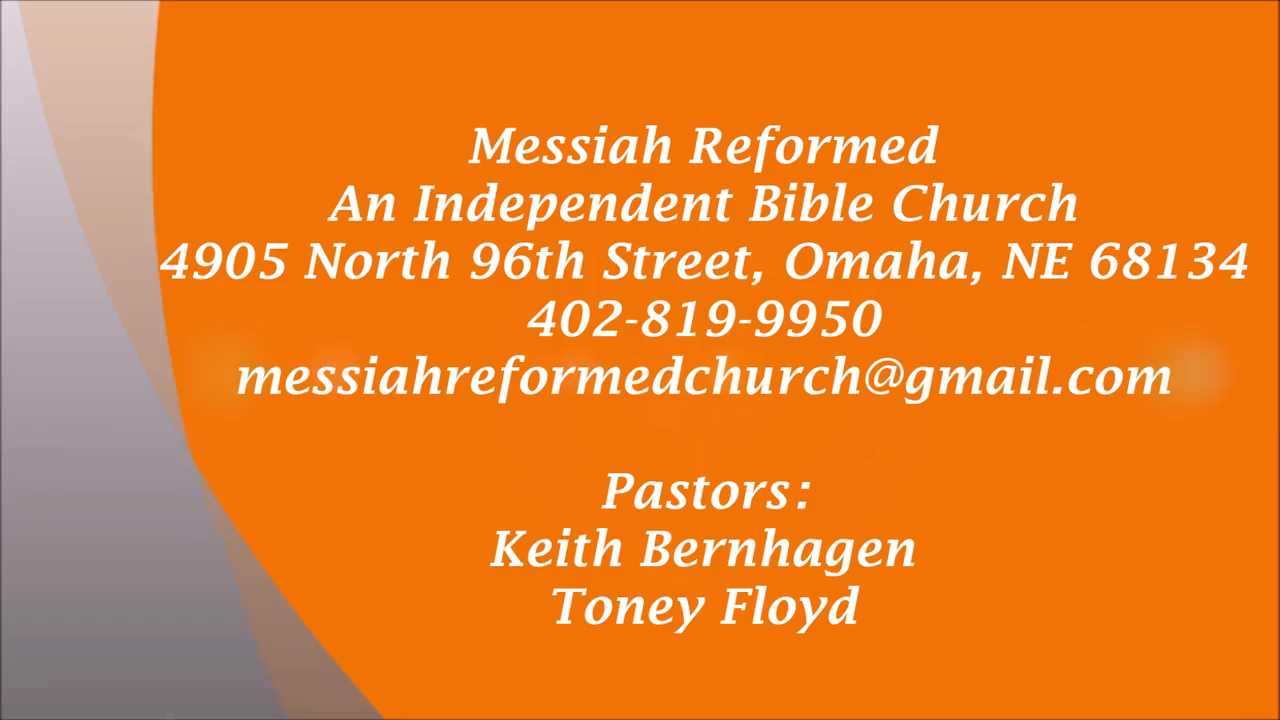 Messiah Reformed
An Independent Bible Church
4905 North 96th Street, Omaha, NE 68134
402-819-9950
messiahreformedchurch@gmail.com
Pastors:
Keith Bernhagen
Toney Floyd